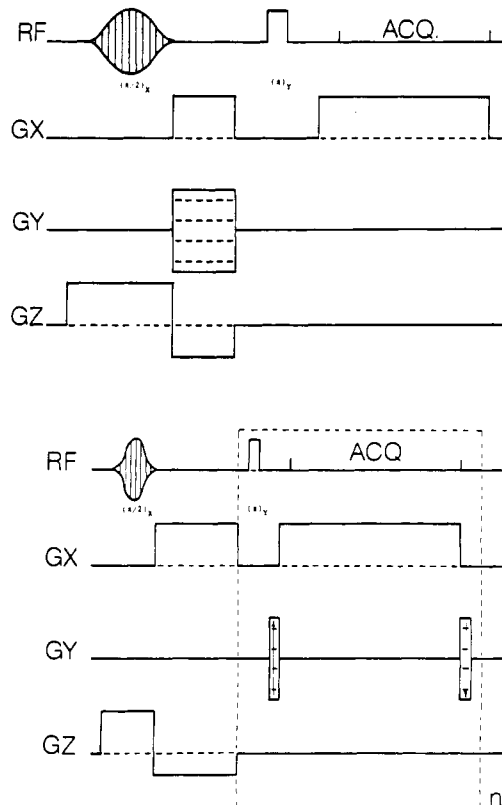 RF ACQ.
(π/2)X (π)Y
GX
GY
GZ
RF ACQ
(π/2)X (π)Y
GX
GY
GZ
n